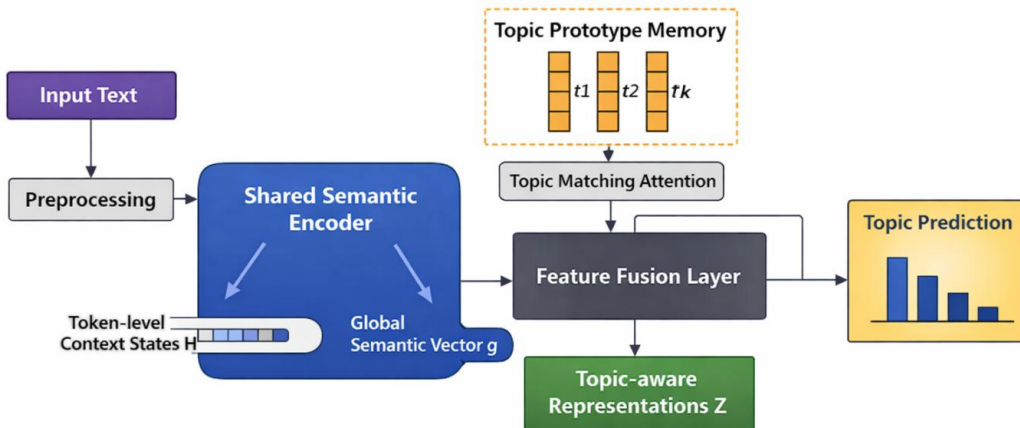 Topic Prototype Memory
t1
t2
tk
Input Text
Preprocessing
Topic Matching Attention
Shared Semantic
Encoder
Topic Prediction
Feature Fusion Layer
Token-level
Context States H
Global
Semantic Vector g
Topic-aware
Representations Z